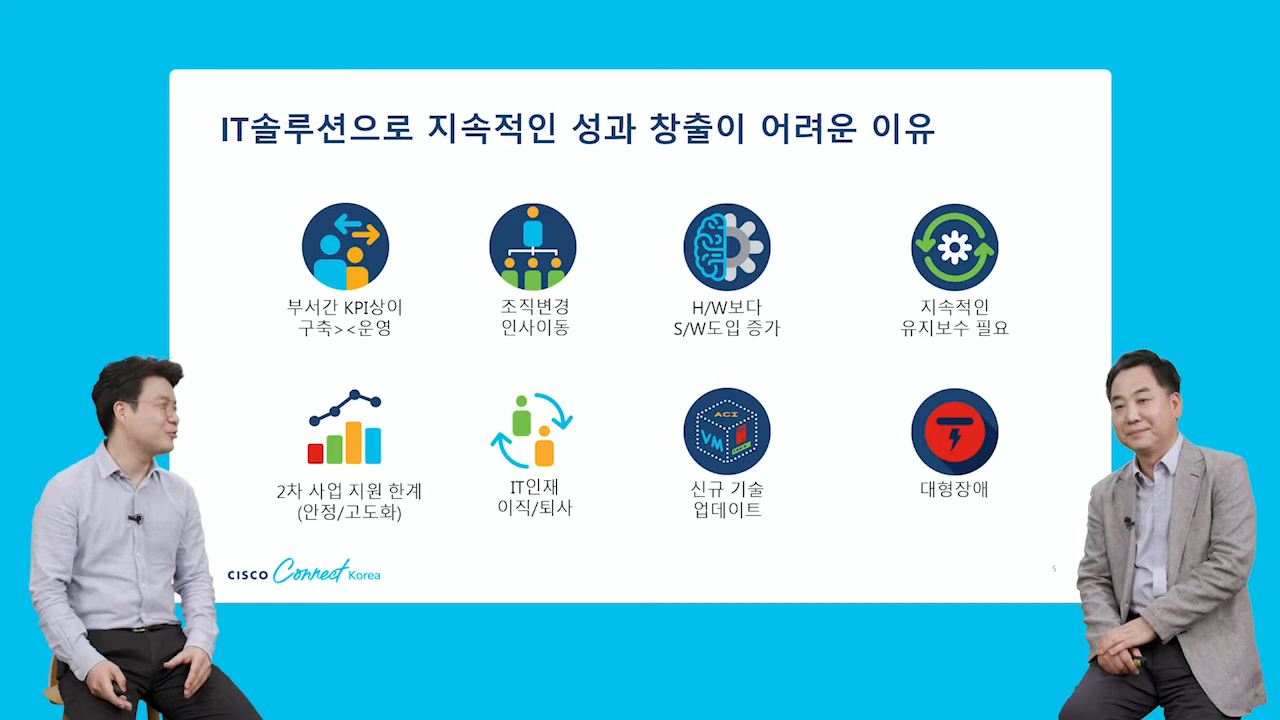 IT솔루션으로 지속적인 성과 창출이 어려운 이유
부서간 KPI상이
구축><운영
조직변경
인사이동
H/W보다
S/W도입 증가
지속적인
유지보수 필요
2차 사업 지원 한계
(안정/고도화)
IT인재
이직/퇴사
ACI
VM
신규 기술
업데이트
대형장애
CISCO Connect Korea
5